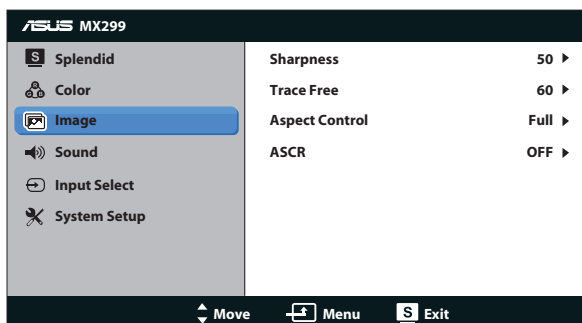 ASUS MX299
S Splendid
Color
Image
Sound
Input Select
System Setup
Sharpness 50
Trace Free 60
Aspect Control Full
ASCR OFF
Move Menu S Exit